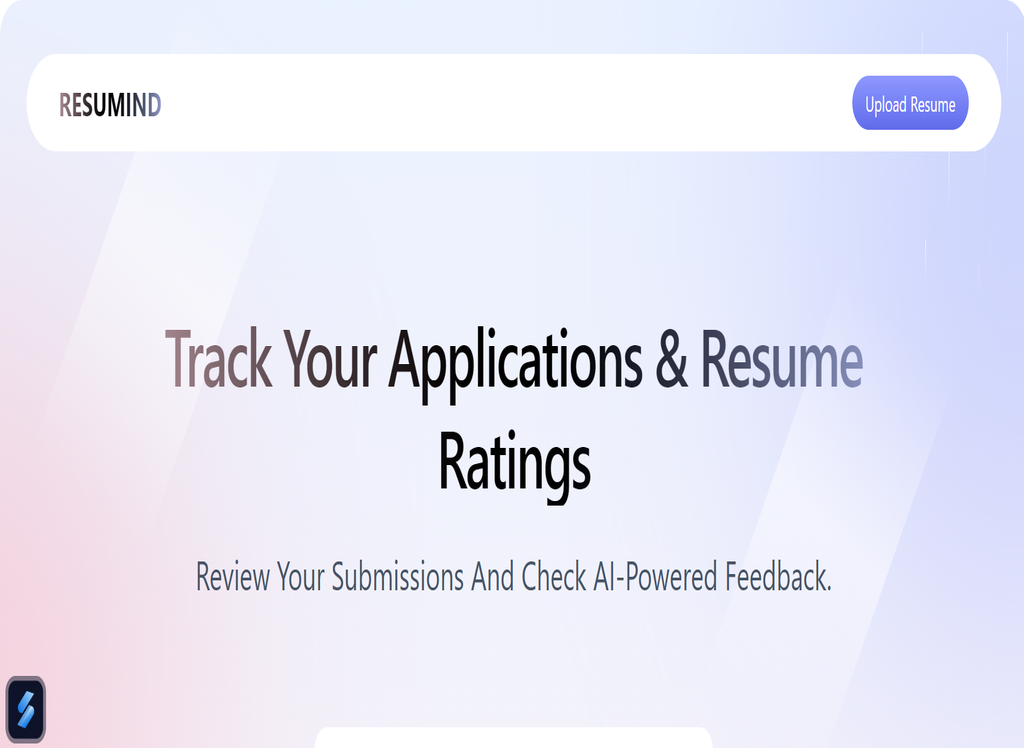 RESUMIND
Upload Resume
Track Your Applications & Resume
Ratings
Review Your Submissions And Check AI-Powered Feedback.